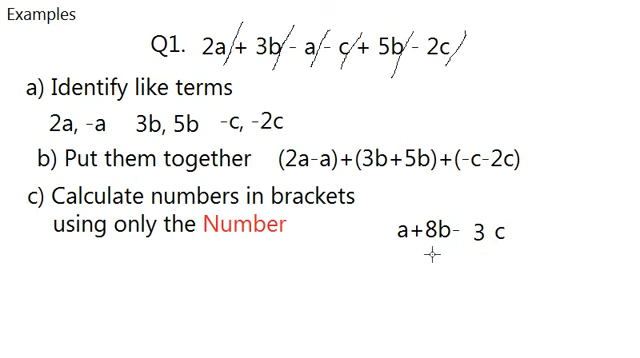 Examples
Q1. 2a + 3b - a - c + 5b - 2c
a) Identify like terms
2a, -a 3b, 5b -c, -2c
b) Put them together (2a-a)+(3b+5b)+(-c-2c)
c) Calculate numbers in brackets
using only the Number
a+8b- 3 c